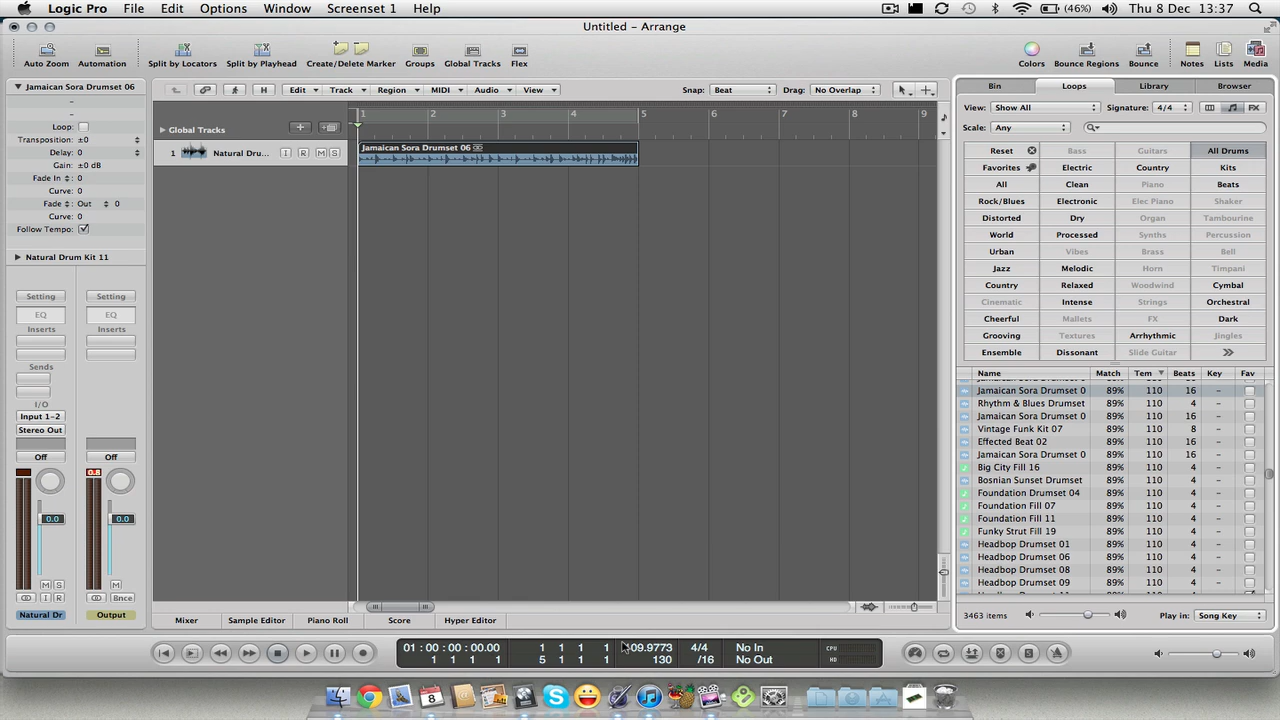 Logic Pro File Edit Options Window Screenset 1 Help (46%) Thu 8 Dec 13:37
Untitled – Arrange
Auto Zoom Automation Split by Locators Split by Playhead Create/Delete Marker Groups Global Tracks Flex Colors Bounce Regions Bounce Notes Lists Media
Jamaican Sora Drumset 06
-
-
Loop:
Transposition: ±0
Delay: 0
Gain: ±0 dB
Fade In : 0
Curve: 0
Fade : Out 0
Curve: 0
Follow Tempo:
Natural Drum Kit 11
Setting Setting
EQ EQ
Inserts Inserts
Sends
I/O
Input 1-2
Stereo Out
Off Off
0.8
0.0 0.0
M S M
I R Bnce
Natural Dr Output
H Edit Track Region MIDI Audio View Snap: Beat Drag: No Overlap
1 2 3 4 5 6 7 8 9
Global Tracks
1 Natural Dru... I R M S
Jamaican Sora Drumset 06
Bin Loops Library Browser
View: Show All Signature: 4/4 FX
Scale: Any
Reset Bass Guitars All Drums
Favorites Electric Country Kits
All Clean Piano Beats
Rock/Blues Electronic Elec Piano Shaker
Distorted Dry Organ Tambourine
World Processed Synths Percussion
Urban Vibes Brass Bell
Jazz Melodic Horn Timpani
Country Relaxed Woodwind Cymbal
Cinematic Intense Strings Orchestral
Cheerful Mallets FX Dark
Grooving Textures Arrhythmic Jingles
Ensemble Dissonant Slide Guitar
Name Match Tem Beats Key Fav
Jamaican Sora Drumset 0 89% 110 16 –
Rhythm & Blues Drumset 89% 110 4 –
Jamaican Sora Drumset 0 89% 110 16 –
Vintage Funk Kit 07 89% 110 8 –
Effected Beat 02 89% 110 16 –
Jamaican Sora Drumset 0 89% 110 16 –
Big City Fill 16 89% 110 4 –
Bosnian Sunset Drumset 89% 110 4 –
Foundation Drumset 04 89% 110 4 –
Foundation Fill 07 89% 110 4 –
Foundation Fill 11 89% 110 4 –
Funky Strut Fill 19 89% 110 4 –
Headbop Drumset 01 89% 110 4 –
Headbop Drumset 06 89% 110 4 –
Headbop Drumset 08 89% 110 4 –
Headbop Drumset 09 89% 110 4 –
3463 items Play in: Song Key
Mixer Sample Editor Piano Roll Score Hyper Editor
01:00:00:00.00 1 1 1 1 09.9773 4/4 No In CPU
1 1 1 1 5 1 1 1 130 /16 No Out HD
S
8